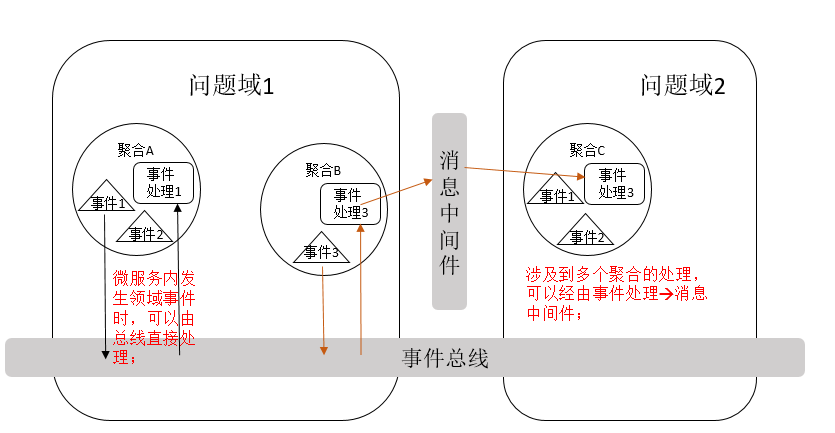 问题域1
问题域2
聚合A
事件
处理1
事件1
事件2
聚合B
事件
处理3
事件3
消息中间件
聚合C
事件
处理3
事件1
事件2
微服务内发
生领域事件
时，可以由
总线直接处
理；
涉及到多个聚合的处理，
可以经由事件处理→消息
中间件；
事件总线